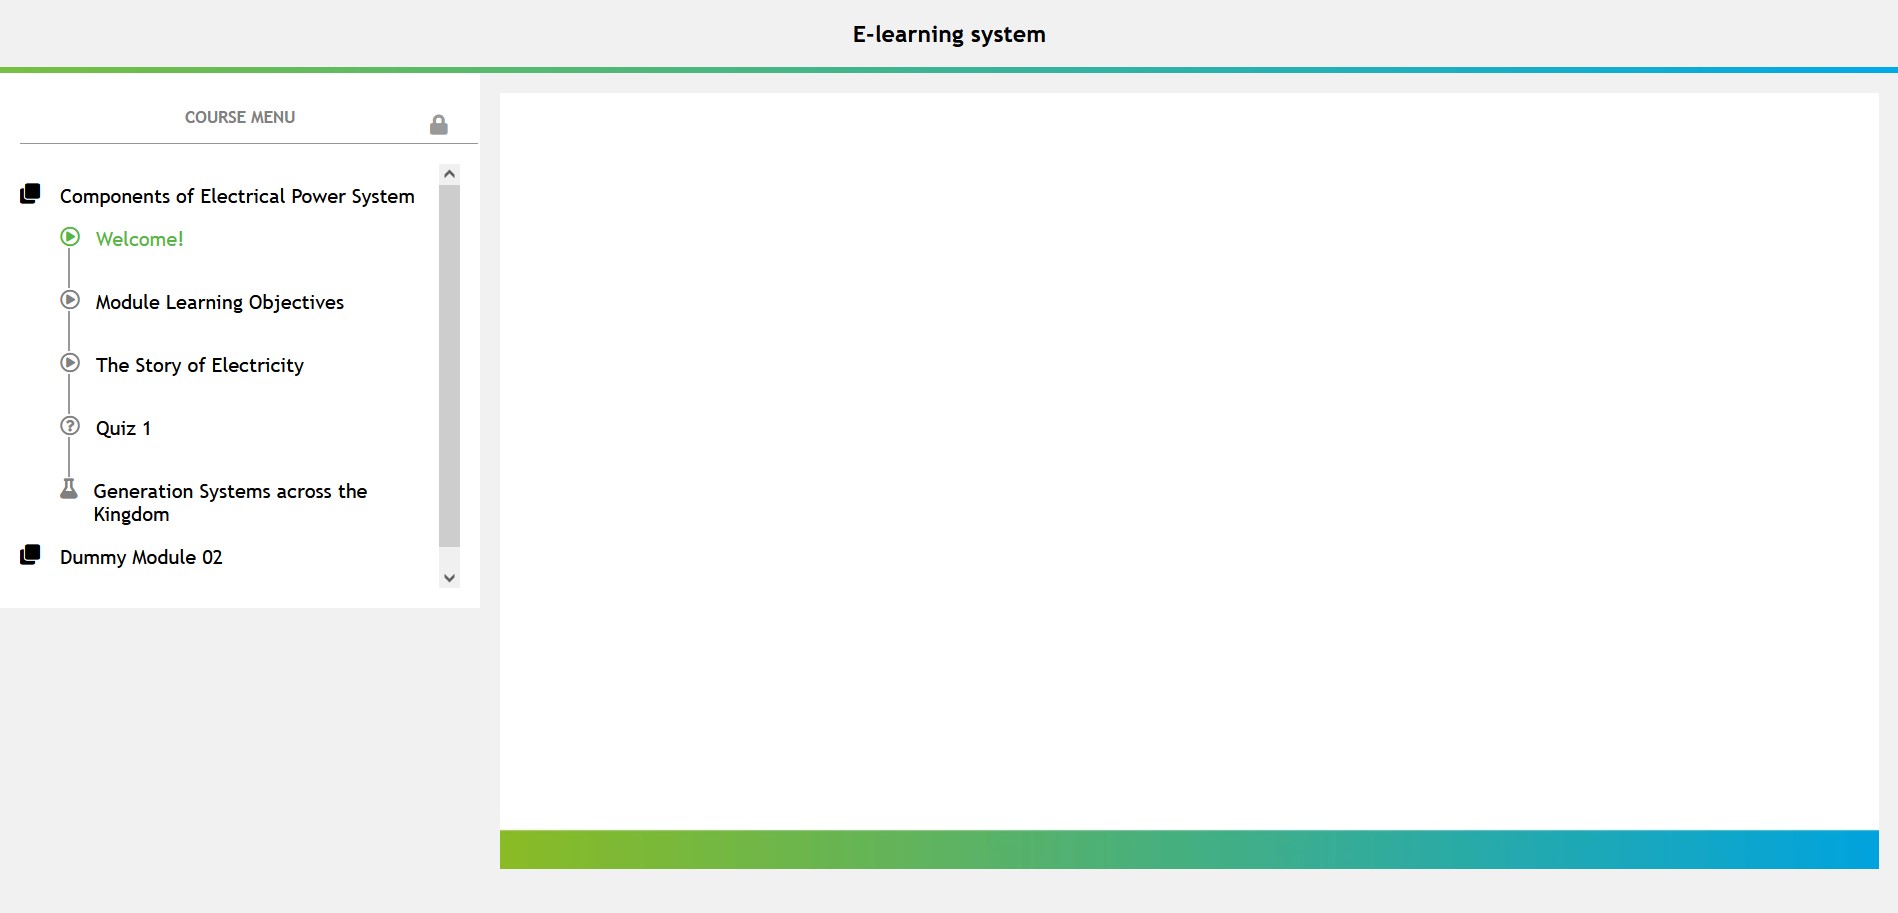 E-learning system
COURSE MENU
Components of Electrical Power System
Welcome!
Module Learning Objectives
The Story of Electricity
Quiz 1
Generation Systems across the
Kingdom
Dummy Module 02